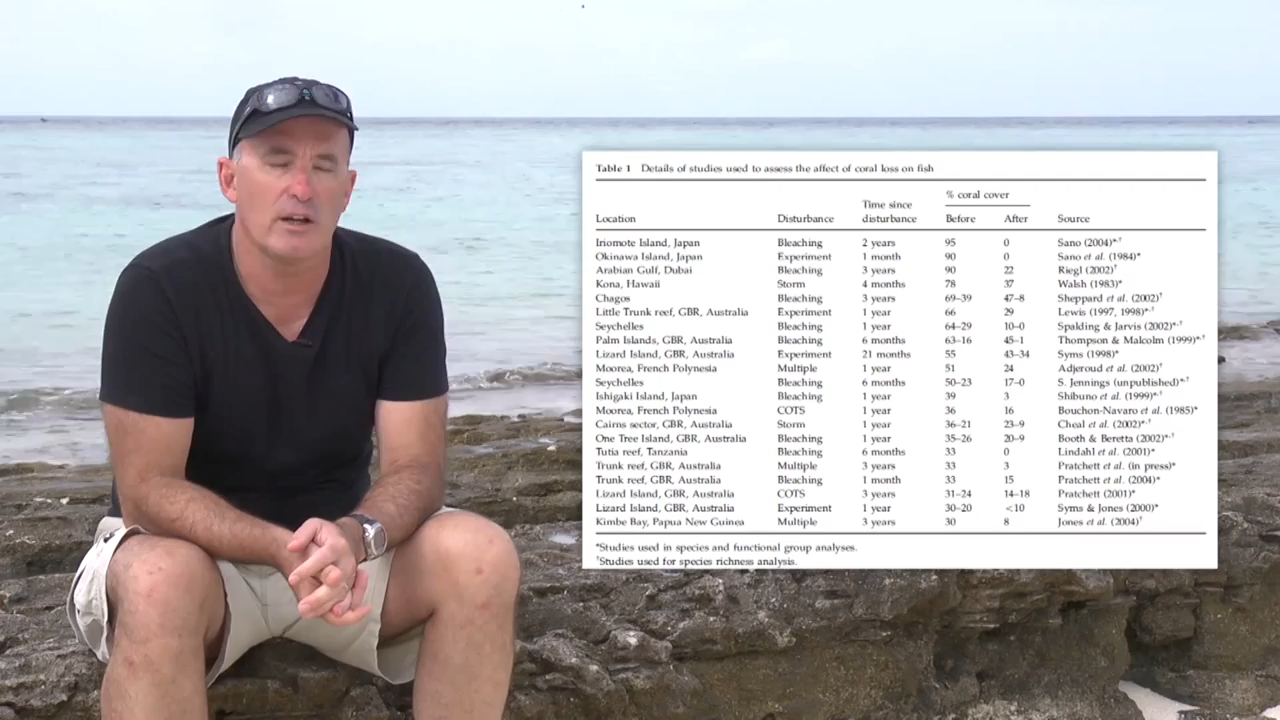 Table 1 Details of studies used to assess the affect of coral loss on fish
% coral cover
Time since
Location Disturbance disturbance Before After Source
Iriomote Island, Japan Bleaching 2 years 95 0 Sano (2004)*,†
Okinawa Island, Japan Experiment 1 month 90 0 Sano et al. (1984)*
Arabian Gulf, Dubai Bleaching 3 years 90 22 Riegl (2002)†
Kona, Hawaii Storm 4 months 78 37 Walsh (1983)*
Chagos Bleaching 3 years 69–39 47–8 Sheppard et al. (2002)†
Little Trunk reef, GBR, Australia Experiment 1 year 66 29 Lewis (1997, 1998)*,†
Seychelles Bleaching 1 year 64–29 10–0 Spalding & Jarvis (2002)*,†
Palm Islands, GBR, Australia Bleaching 6 months 63–16 45–1 Thompson & Malcolm (1999)*,†
Lizard Island, GBR, Australia Experiment 21 months 55 43–34 Syms (1998)*
Moorea, French Polynesia Multiple 1 year 51 24 Adjeroud et al. (2002)†
Seychelles Bleaching 6 months 50–23 17–0 S. Jennings (unpublished)*,†
Ishigaki Island, Japan Bleaching 1 year 39 3 Shibuno et al. (1999)*,†
Moorea, French Polynesia COTS 1 year 36 16 Bouchon-Navaro et al. (1985)*
Cairns sector, GBR, Australia Storm 1 year 36–21 23–9 Cheal et al. (2002)*,†
One Tree Island, GBR, Australia Bleaching 1 year 35–26 20–9 Booth & Beretta (2002)*,†
Tutia reef, Tanzania Bleaching 6 months 33 0 Lindahl et al. (2001)*
Trunk reef, GBR, Australia Multiple 3 years 33 3 Pratchett et al. (in press)*
Trunk reef, GBR, Australia Bleaching 1 month 33 15 Pratchett et al. (2004)*
Lizard Island, GBR, Australia COTS 3 years 31–24 14–18 Pratchett (2001)*
Lizard Island, GBR, Australia Experiment 1 year 30–20 <10 Syms & Jones (2000)*
Kimbe Bay, Papua New Guinea Multiple 3 years 30 8 Jones et al. (2004)†
*Studies used in species and functional group analyses.
†Studies used for species richness analysis.